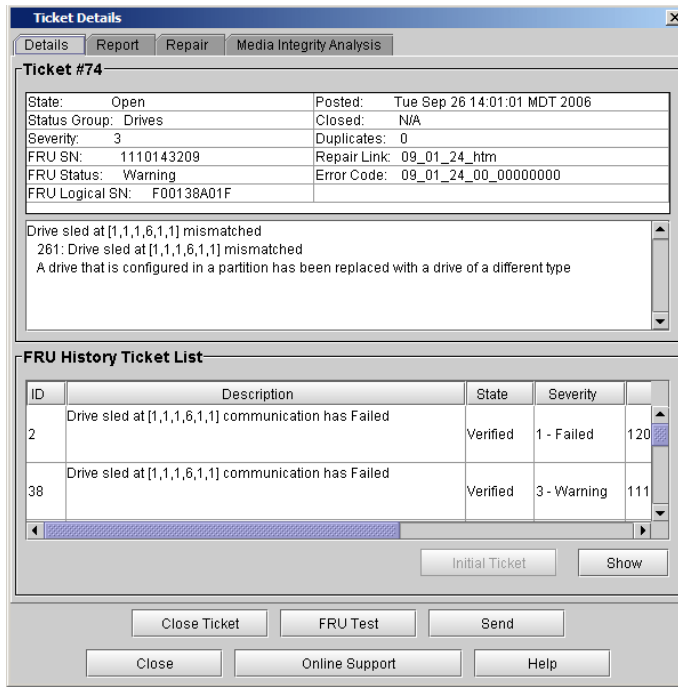 Ticket Details
Details Report Repair Media Integrity Analysis
Ticket #74
State: Open Posted: Tue Sep 26 14:01:01 MDT 2006
Status Group: Drives Closed: N/A
Severity: 3 Duplicates: 0
FRU SN: 1110143209 Repair Link: 09_01_24_htm
FRU Status: Warning Error Code: 09_01_24_00_00000000
FRU Logical SN: F00138A01F
Drive sled at [1,1,1,6,1,1] mismatched
261: Drive sled at [1,1,1,6,1,1] mismatched
A drive that is configured in a partition has been replaced with a drive of a different type
FRU History Ticket List
ID Description State Severity
Drive sled at [1,1,1,6,1,1] communication has Failed
2 Verified 1 - Failed 120
Drive sled at [1,1,1,6,1,1] communication has Failed
38 Verified 3 - Warning 111
Initial Ticket Show
Close Ticket FRU Test Send
Close Online Support Help